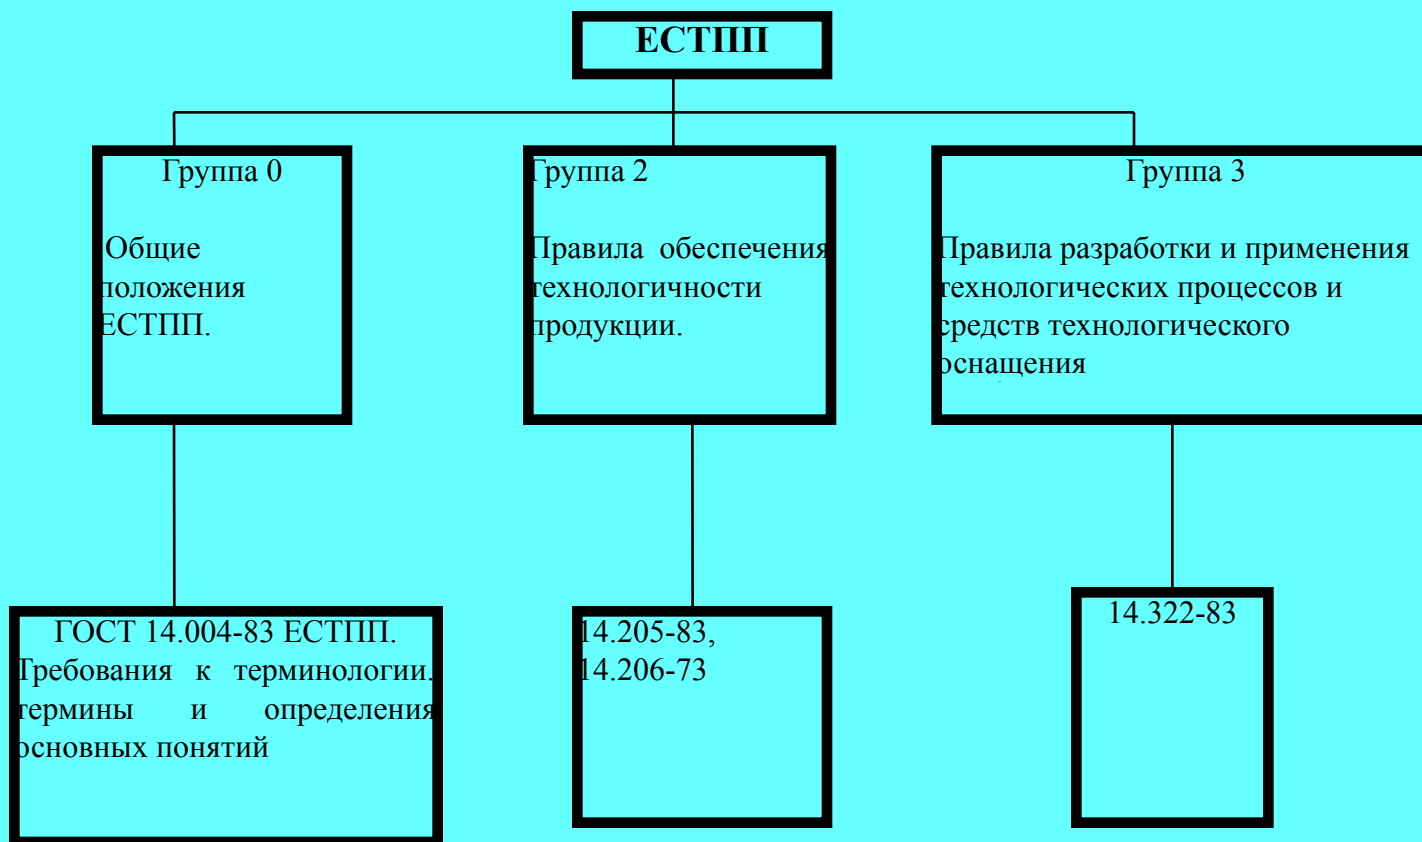 ЕСТПП
Группа 0
Общие
положения
ЕСТПП.
Группа 2
Правила обеспечения
технологичности
продукции.
Группа 3
Правила разработки и применения
технологических процессов и
средств технологического
оснащения
ГОСТ 14.004-83 ЕСТПП.
Требования к терминологии.
термины и определения
основных понятий
14.205-83,
14.206-73
14.322-83